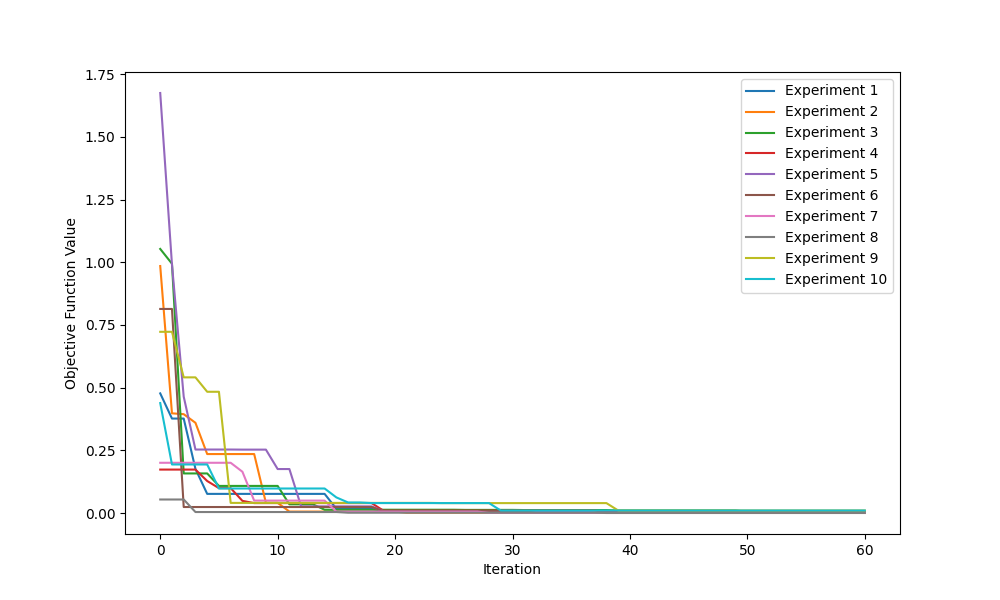 1.75
1.50
1.25
1.00
0.75
0.50
0.25
0.00
Objective Function Value
0
10
20
30
40
50
60
Iteration
Experiment 1
Experiment 2
Experiment 3
Experiment 4
Experiment 5
Experiment 6
Experiment 7
Experiment 8
Experiment 9
Experiment 10